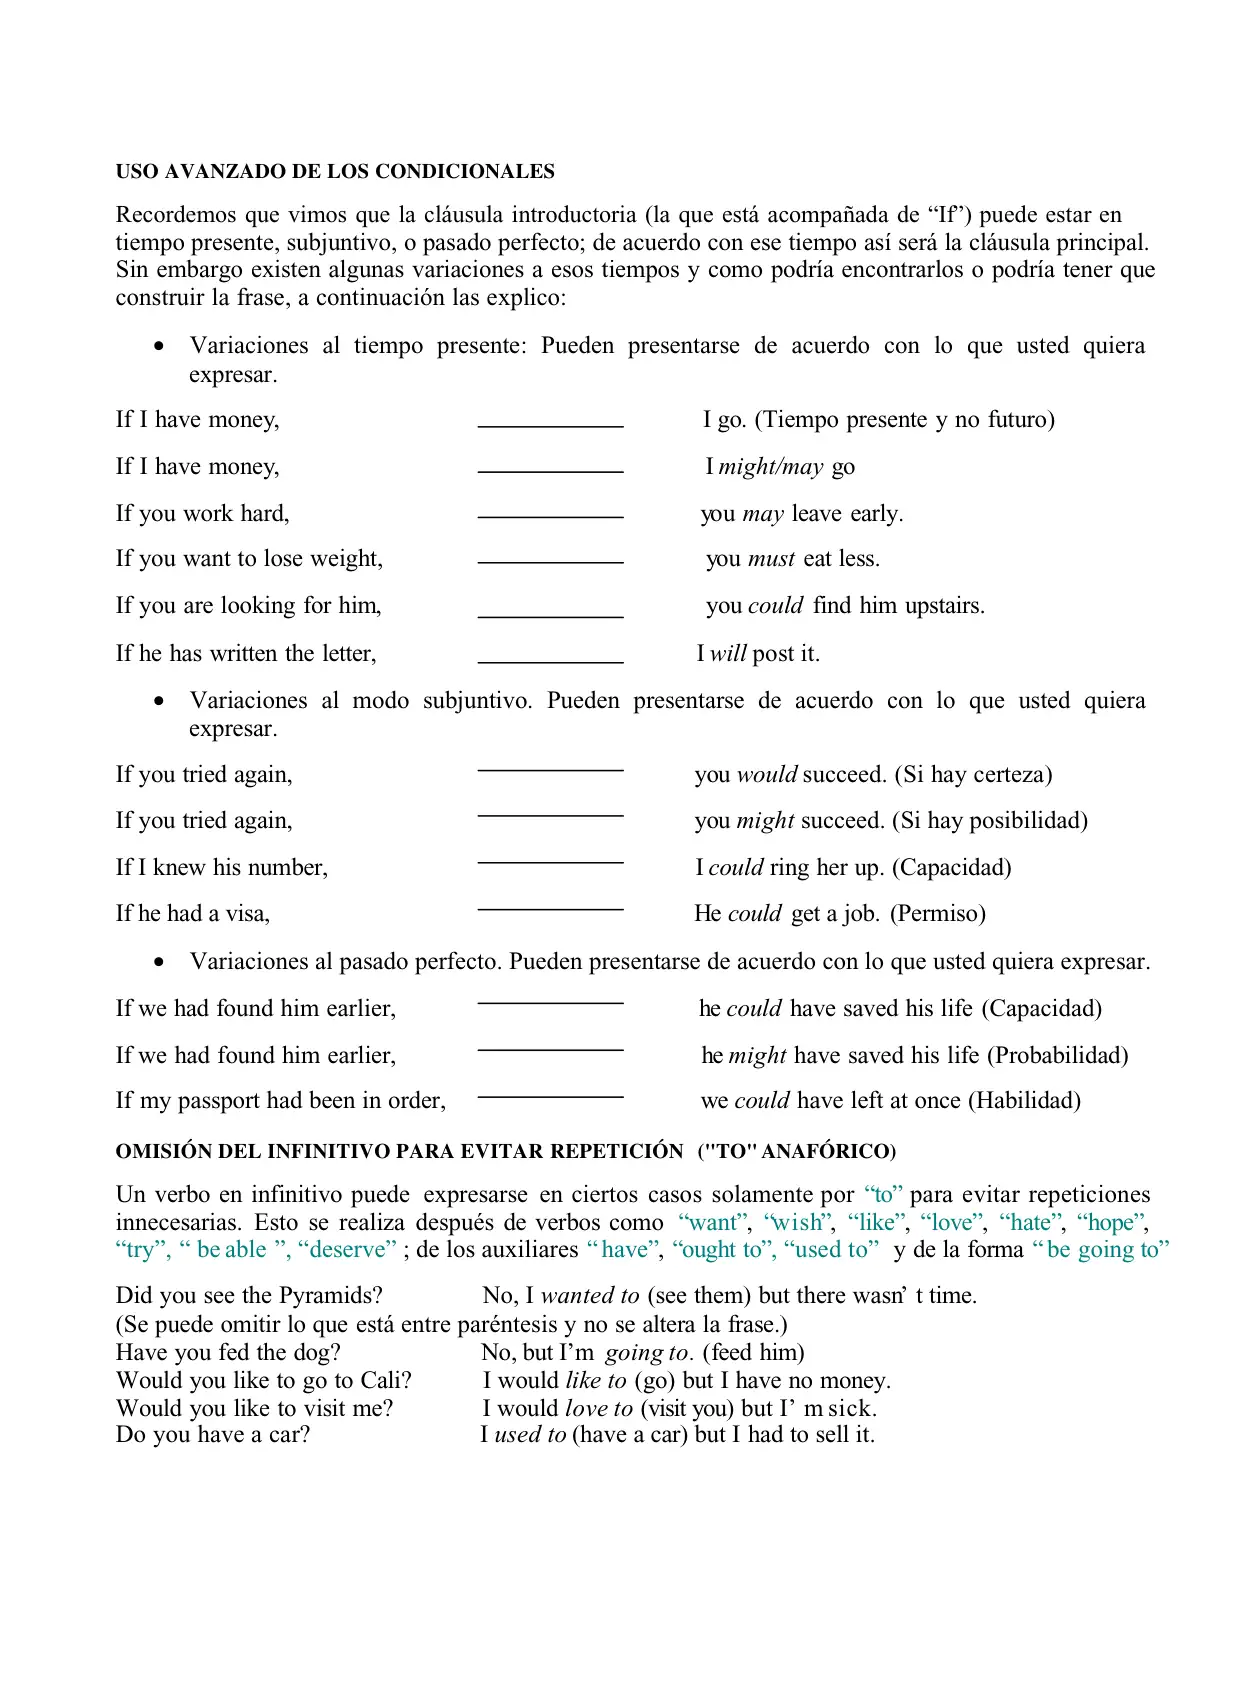 USO AVANZADO DE LOS CONDICIONALES
Recordemos que vimos que la cláusula introductoria (la que está acompañada de “If”) puede estar en
tiempo presente, subjuntivo, o pasado perfecto; de acuerdo con ese tiempo así será la cláusula principal.
Sin embargo existen algunas variaciones a esos tiempos y como podría encontrarlos o podría tener que
construir la frase, a continuación las explico:
• Variaciones al tiempo presente: Pueden presentarse de acuerdo con lo que usted quiera
expresar.
If I have money, ____________ I go. (Tiempo presente y no futuro)
If I have money, ____________ I might/may go
If you work hard, ____________ you may leave early.
If you want to lose weight, ____________ you must eat less.
If you are looking for him, ____________ you could find him upstairs.
If he has written the letter, ____________ I will post it.
• Variaciones al modo subjuntivo. Pueden presentarse de acuerdo con lo que usted quiera
expresar.
If you tried again, ____________ you would succeed. (Si hay certeza)
If you tried again, ____________ you might succeed. (Si hay posibilidad)
If I knew his number, ____________ I could ring her up. (Capacidad)
If he had a visa, ____________ He could get a job. (Permiso)
• Variaciones al pasado perfecto. Pueden presentarse de acuerdo con lo que usted quiera expresar.
If we had found him earlier, ____________ he could have saved his life (Capacidad)
If we had found him earlier, ____________ he might have saved his life (Probabilidad)
If my passport had been in order, ____________ we could have left at once (Habilidad)
OMISIÓN DEL INFINITIVO PARA EVITAR REPETICIÓN ("TO" ANAFÓRICO)
Un verbo en infinitivo puede expresarse en ciertos casos solamente por “to” para evitar repeticiones
innecesarias. Esto se realiza después de verbos como “want”, “wish”, “like”, “love”, “hate”, “hope”,
“try”, “ be able ”, “deserve” ; de los auxiliares “ have”, “ought to”, “used to” y de la forma “ be going to”
Did you see the Pyramids? No, I wanted to (see them) but there wasn’ t time.
(Se puede omitir lo que está entre paréntesis y no se altera la frase.)
Have you fed the dog? No, but I’m going to. (feed him)
Would you like to go to Cali? I would like to (go) but I have no money.
Would you like to visit me? I would love to (visit you) but I’ m sick.
Do you have a car? I used to (have a car) but I had to sell it.